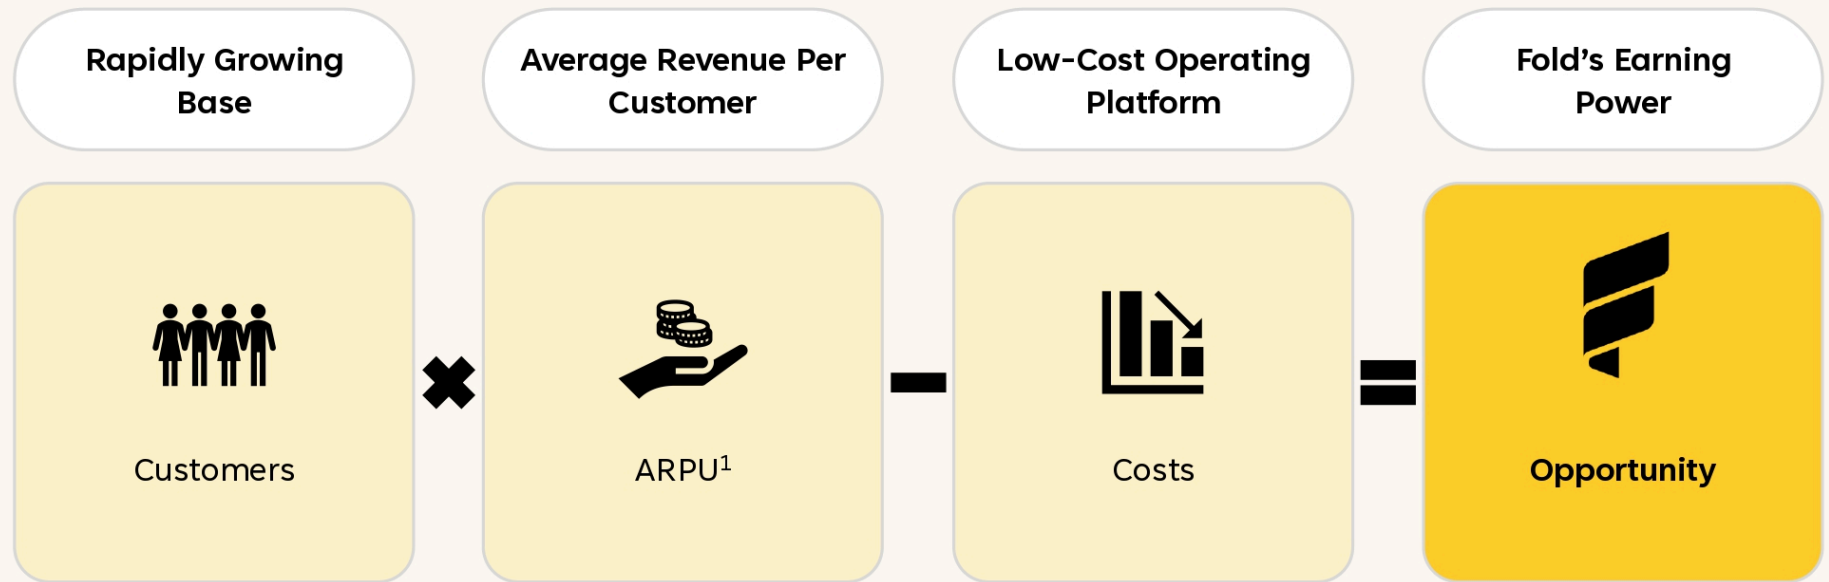 Rapidly Growing
Base
Average Revenue Per
Customer
Low-Cost Operating
Platform
Fold’s Earning
Power
Customers
ARPU¹
Costs
Opportunity